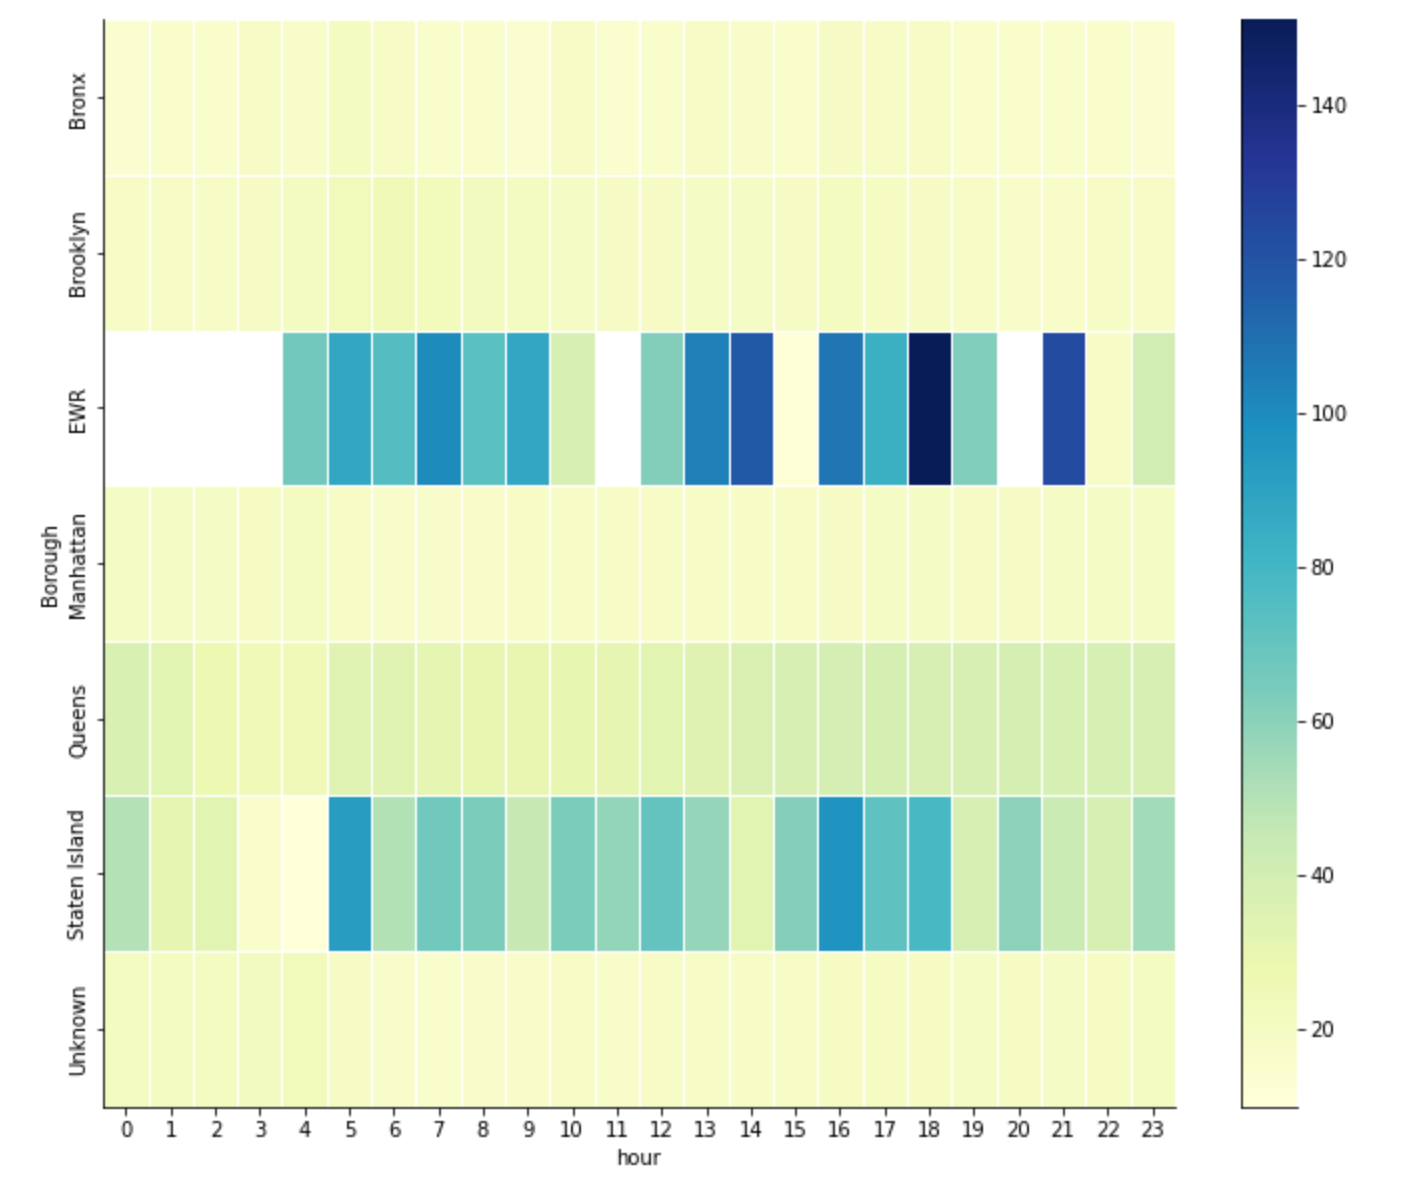 Borough
Bronx
Brooklyn
EWR
Manhattan
Queens
Staten Island
Unknown
0 1 2 3 4 5 6 7 8 9 10 11 12 13 14 15 16 17 18 19 20 21 22 23
hour
140
120
100
80
60
40
20